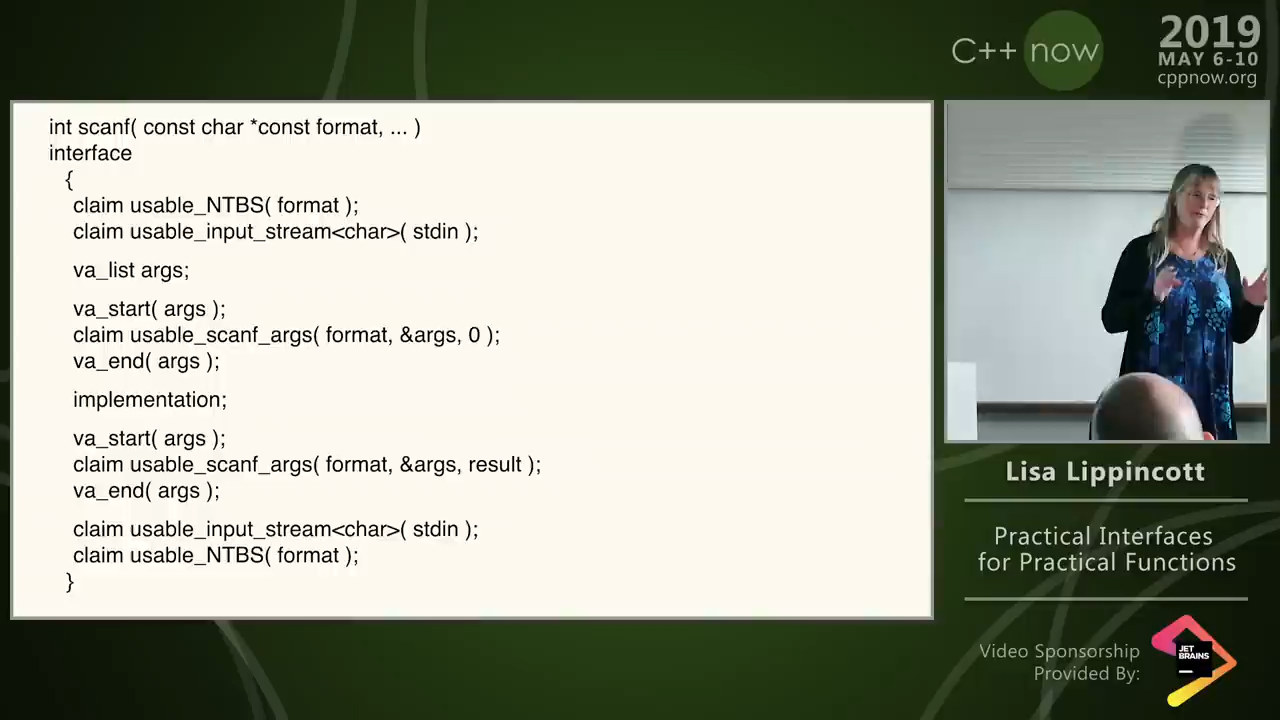 C++ now
2019
MAY 6-10
cppnow.org
int scanf( const char *const format, ... )
interface
{
claim usable_NTBS( format );
claim usable_input_stream<char>( stdin );
va_list args;
va_start( args );
claim usable_scanf_args( format, &args, 0 );
va_end( args );
implementation;
va_start( args );
claim usable_scanf_args( format, &args, result );
va_end( args );
claim usable_input_stream<char>( stdin );
claim usable_NTBS( format );
}
Lisa Lippincott
Practical Interfaces
for Practical Functions
Video Sponsorship
Provided By:
JET
BRAINS